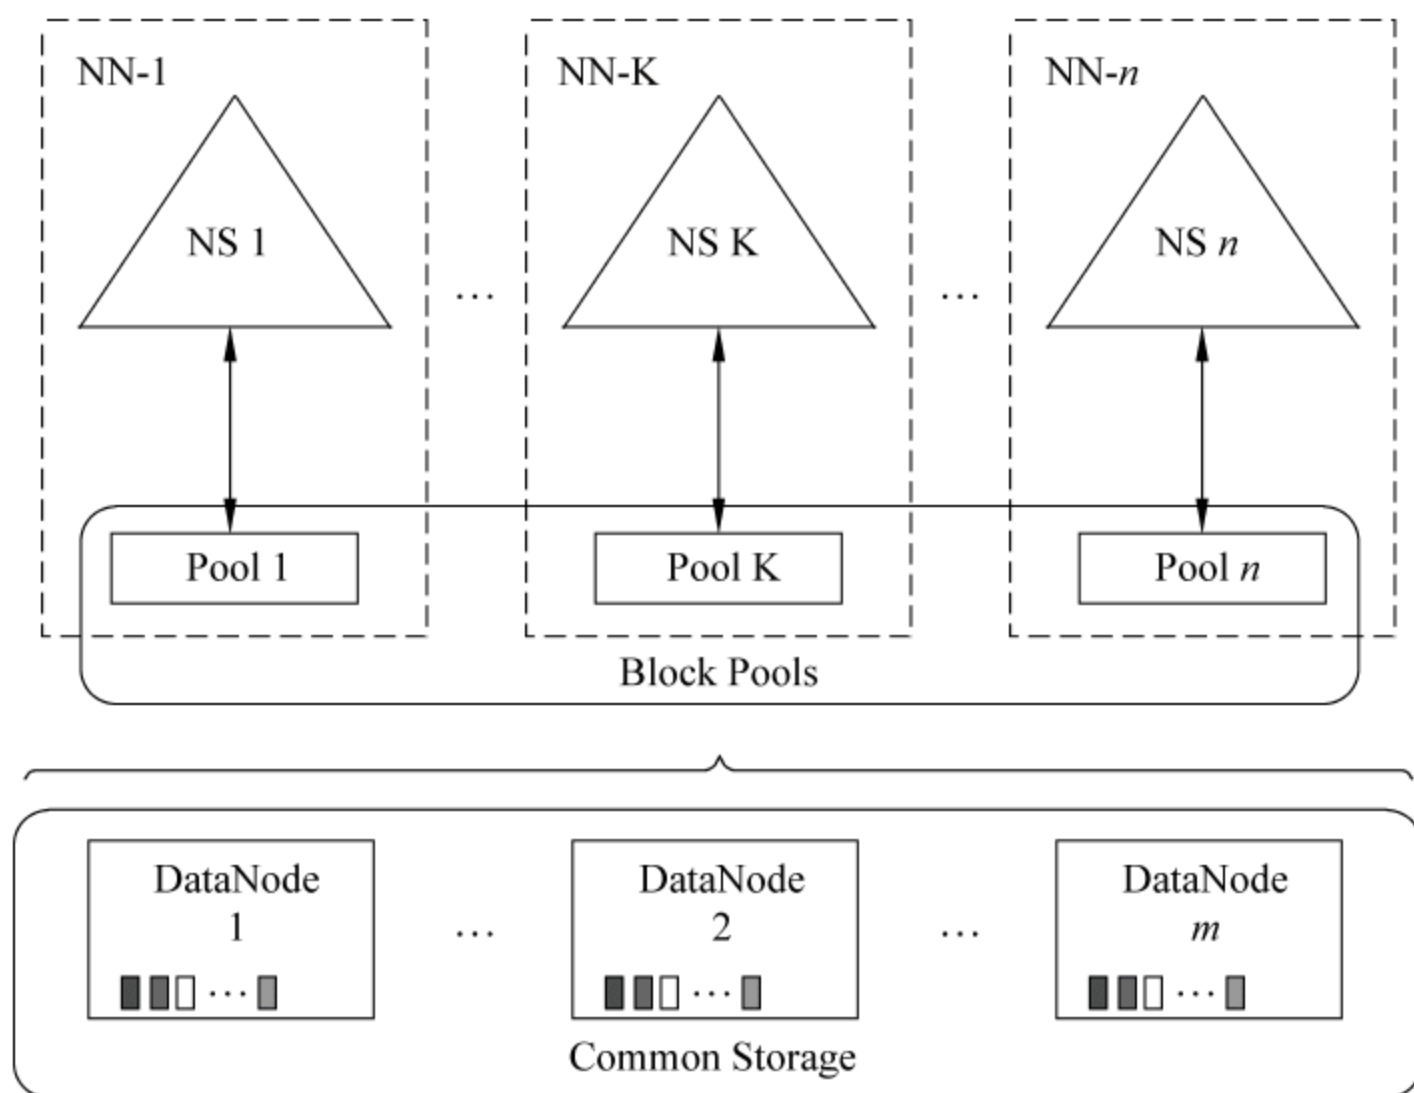 NN-1
NN-K
NN-n
NS 1
NS K
NS n
…
…
Pool 1
Pool K
Pool n
Block Pools
DataNode
1
DataNode
2
DataNode
m
…
…
…
…
…
Common Storage